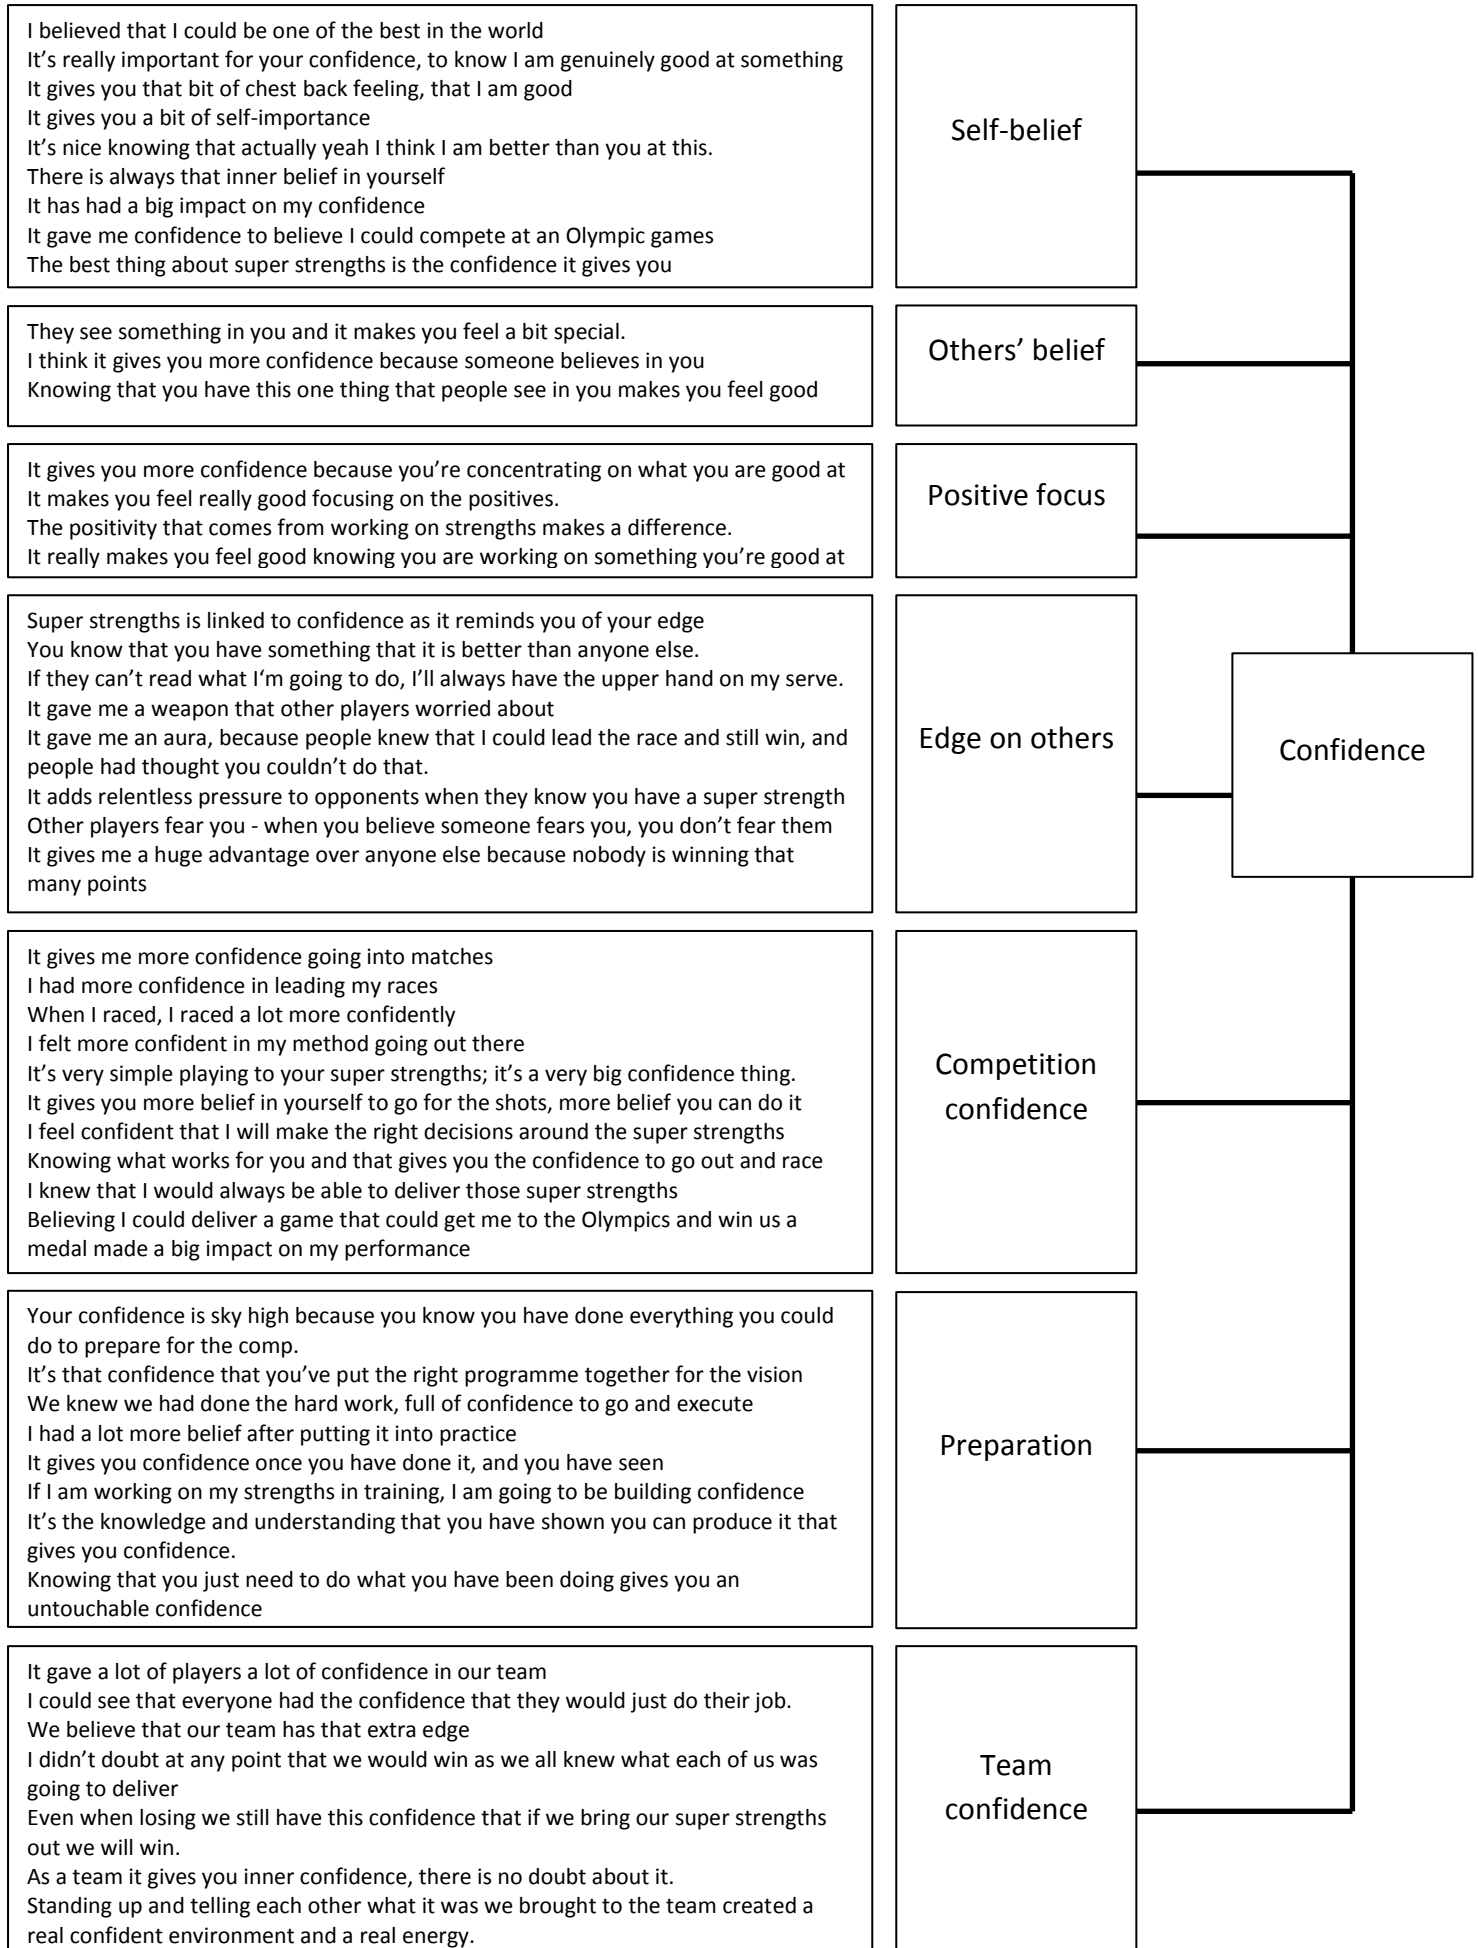 I believed that I could be one of the best in the world
It’s really important for your confidence, to know I am genuinely good at something
It gives you that bit of chest back feeling, that I am good
It gives you a bit of self-importance
It’s nice knowing that actually yeah I think I am better than you at this.
There is always that inner belief in yourself
It has had a big impact on my confidence
It gave me confidence to believe I could compete at an Olympic games
The best thing about super strengths is the confidence it gives you
Self-belief
They see something in you and it makes you feel a bit special.
I think it gives you more confidence because someone believes in you
Knowing that you have this one thing that people see in you makes you feel good
Others’ belief
It gives you more confidence because you’re concentrating on what you are good at
It makes you feel really good focusing on the positives.
The positivity that comes from working on strengths makes a difference.
It really makes you feel good knowing you are working on something you’re good at
Positive focus
Super strengths is linked to confidence as it reminds you of your edge
You know that you have something that it is better than anyone else.
If they can’t read what I‘m going to do, I’ll always have the upper hand on my serve.
It gave me a weapon that other players worried about
It gave me an aura, because people knew that I could lead the race and still win, and
people had thought you couldn’t do that.
It adds relentless pressure to opponents when they know you have a super strength
Other players fear you - when you believe someone fears you, you don’t fear them
It gives me a huge advantage over anyone else because nobody is winning that
many points
Edge on others
Confidence
It gives me more confidence going into matches
I had more confidence in leading my races
When I raced, I raced a lot more confidently
I felt more confident in my method going out there
It’s very simple playing to your super strengths; it’s a very big confidence thing.
It gives you more belief in yourself to go for the shots, more belief you can do it
I feel confident that I will make the right decisions around the super strengths
Knowing what works for you and that gives you the confidence to go out and race
I knew that I would always be able to deliver those super strengths
Believing I could deliver a game that could get me to the Olympics and win us a
medal made a big impact on my performance
Competition
confidence
Your confidence is sky high because you know you have done everything you could
do to prepare for the comp.
It’s that confidence that you’ve put the right programme together for the vision
We knew we had done the hard work, full of confidence to go and execute
I had a lot more belief after putting it into practice
It gives you confidence once you have done it, and you have seen
If I am working on my strengths in training, I am going to be building confidence
It’s the knowledge and understanding that you have shown you can produce it that
gives you confidence.
Knowing that you just need to do what you have been doing gives you an
untouchable confidence
Preparation
It gave a lot of players a lot of confidence in our team
I could see that everyone had the confidence that they would just do their job.
We believe that our team has that extra edge
I didn’t doubt at any point that we would win as we all knew what each of us was
going to deliver
Even when losing we still have this confidence that if we bring our super strengths
out we will win.
As a team it gives you inner confidence, there is no doubt about it.
Standing up and telling each other what it was we brought to the team created a
real confident environment and a real energy.
Team
confidence